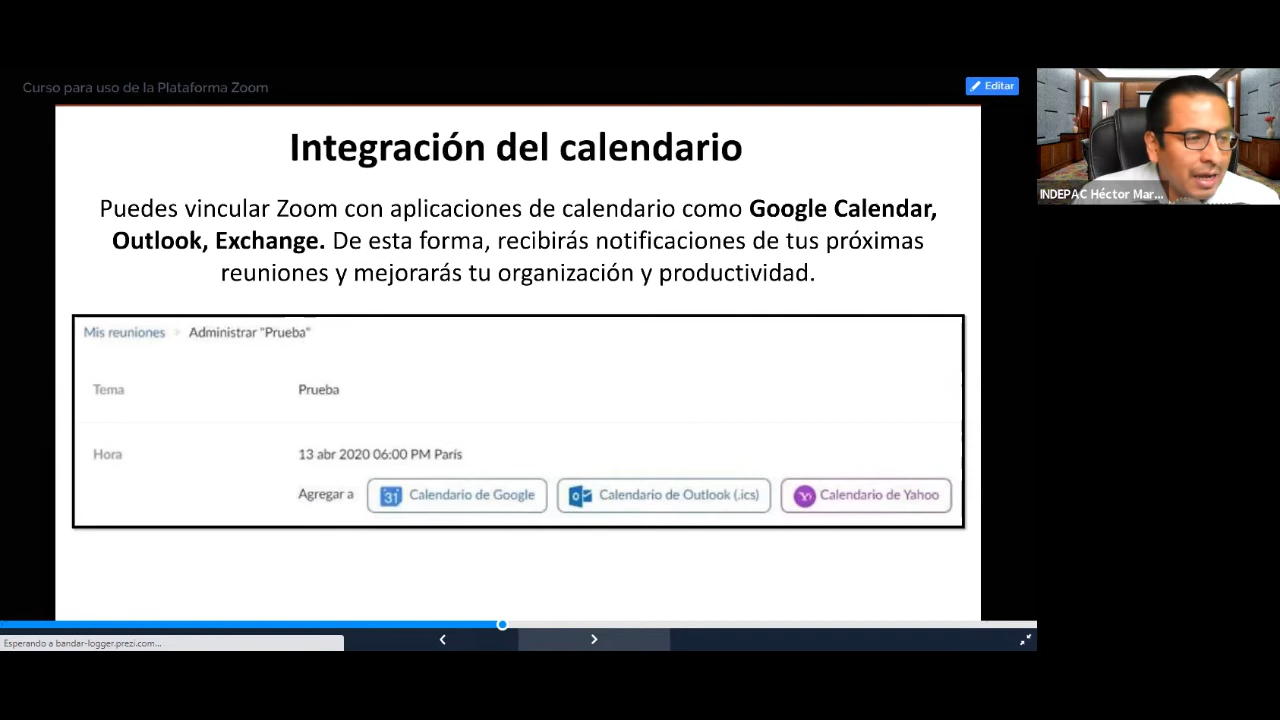 Curso para uso de la Plataforma Zoom
Editar
Integración del calendario
Puedes vincular Zoom con aplicaciones de calendario como Google Calendar,
Outlook, Exchange. De esta forma, recibirás notificaciones de tus próximas
reuniones y mejorarás tu organización y productividad.
Mis reuniones > Administrar "Prueba"
Tema Prueba
Hora 13 abr 2020 06:00 PM París
Agregar a 31 Calendario de Google Calendario de Outlook (.ics) Calendario de Yahoo
INDEPAC Héctor Mar...
Esperando a bandar-logger.prezi.com...